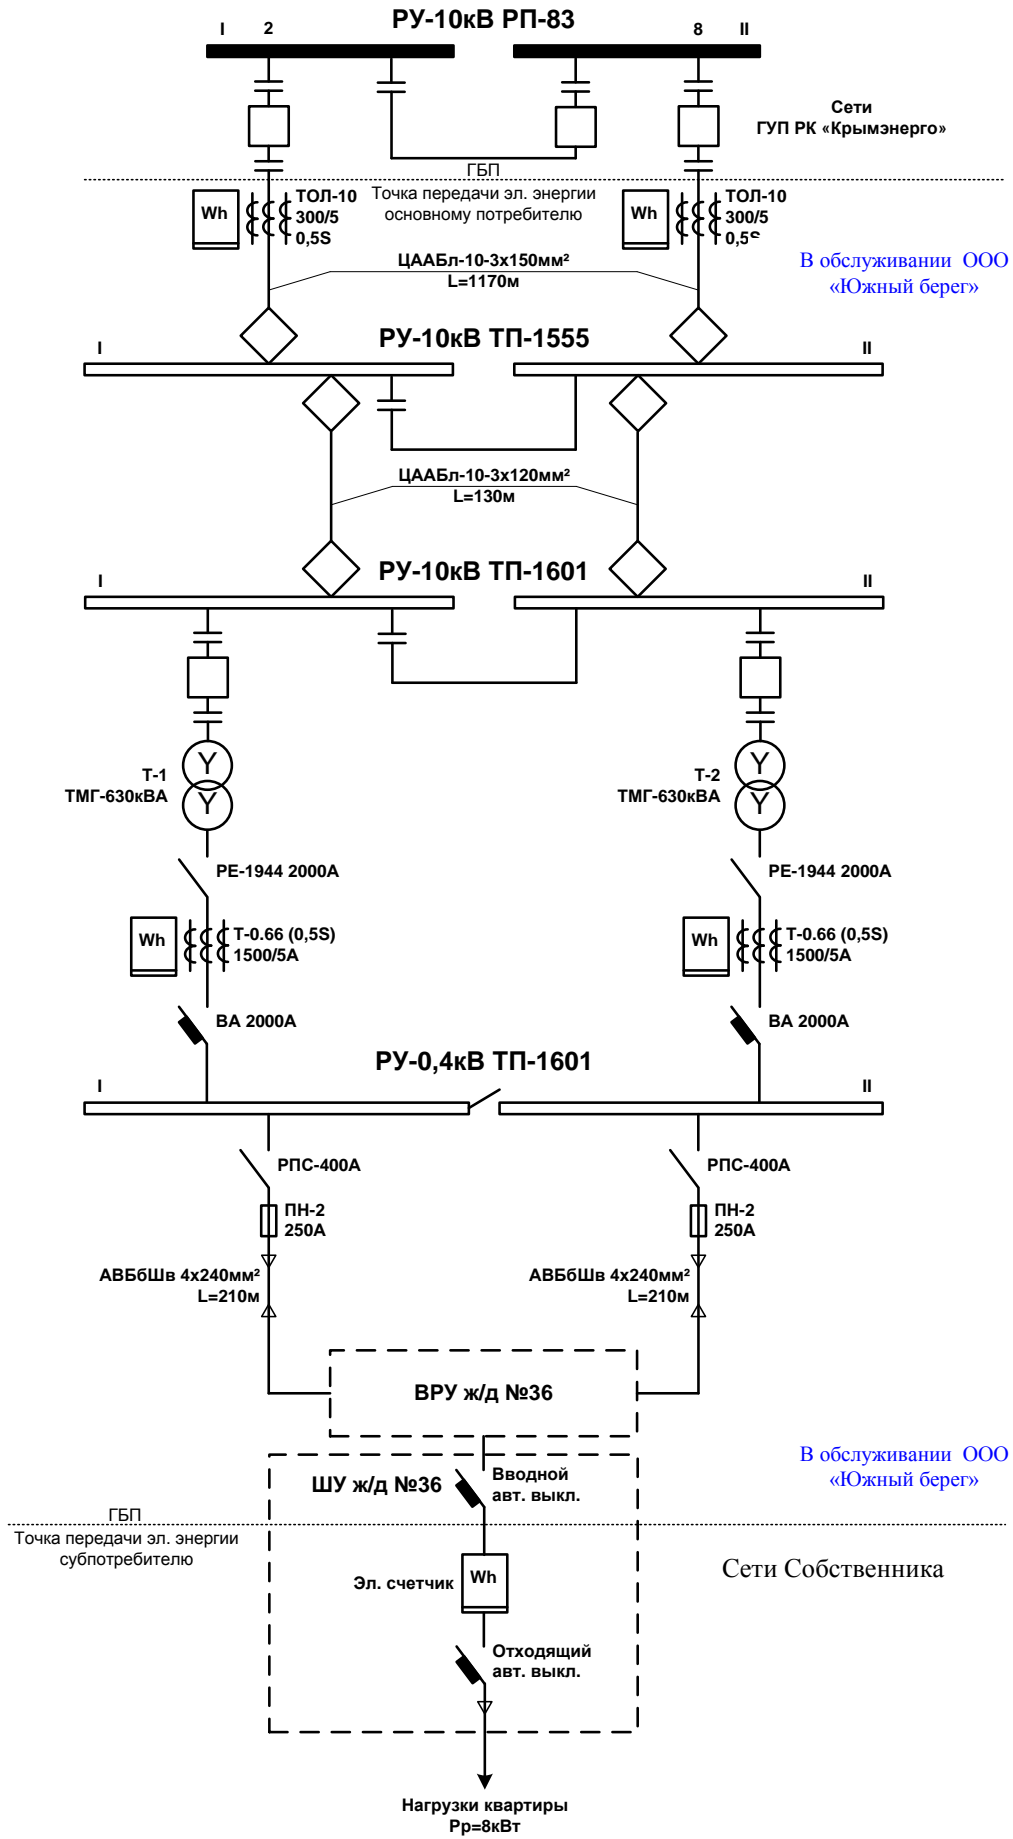 РУ-10кВ РП-83
I 2 8 II
Сети
ГУП РК «Крымэнерго»
ГБП
Точка передачи эл. энергии
основному потребителю
Wh
ТОЛ-10
300/5
0,5S
Wh
ТОЛ-10
300/5
0,5S
В обслуживании ООО
«Южный берег»
ЦААБл-10-3х150мм²
L=1170м
I РУ-10кВ ТП-1555 II
ЦААБл-10-3х120мм²
L=130м
I РУ-10кВ ТП-1601 II
Y
Y
Т-1
ТМГ-630кВА
Y
Y
Т-2
ТМГ-630кВА
РЕ-1944 2000А
РЕ-1944 2000А
Wh
Т-0.66 (0,5S)
1500/5А
Wh
Т-0.66 (0,5S)
1500/5А
ВА 2000А
ВА 2000А
I РУ-0,4кВ ТП-1601 II
РПС-400А
РПС-400А
ПН-2
250А
ПН-2
250А
АВБбШв 4х240мм²
L=210м
АВБбШв 4х240мм²
L=210м
ВРУ ж/д №36
В обслуживании ООО
«Южный берег»
ШУ ж/д №36
Вводной
авт. выкл.
ГБП
Точка передачи эл. энергии
субпотребителю
Сети Собственника
Эл. счетчик
Wh
Отходящий
авт. выкл.
Нагрузки квартиры
Рр=8кВт